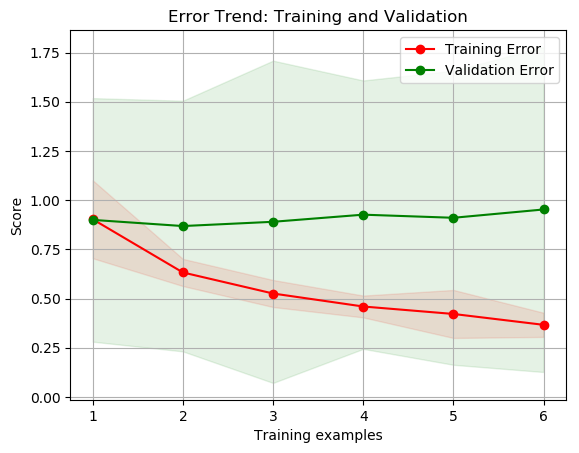 Error Trend: Training and Validation
Training Error
Validation Error
Score
1.75
1.50
1.25
1.00
0.75
0.50
0.25
0.00
1 2 3 4 5 6
Training examples